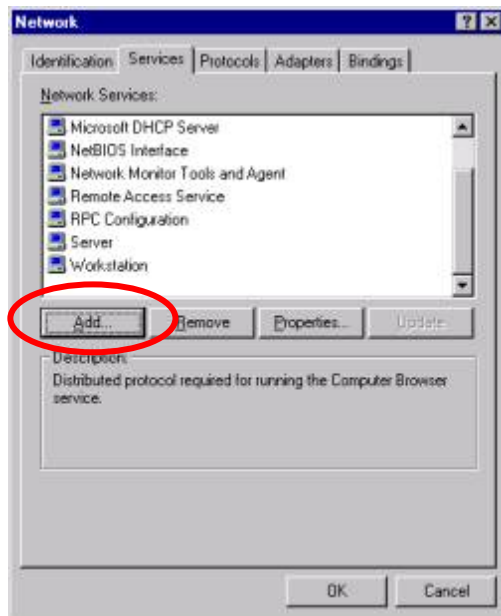 Network
Identification Services Protocols Adapters Bindings
Network Services:
Microsoft DHCP Server
NetBIOS Interface
Network Monitor Tools and Agent
Remote Access Service
RPC Configuration
Server
Workstation
Add... Remove Properties... Update
Description:
Distributed protocol required for running the Computer Browser
service.
OK Cancel